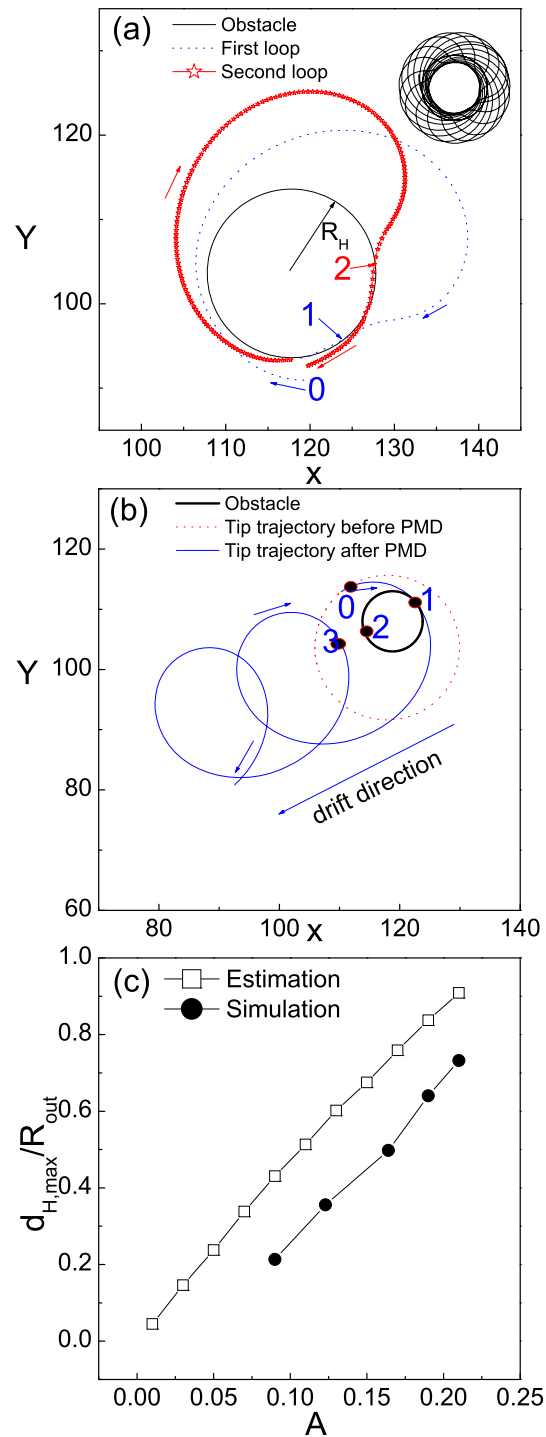 (a)
Obstacle
First loop
Second loop
120
Y
R_H
2
100
1
0
100 110 120 130 140
x
(b)
Obstacle
Tip trajectory before PMD
Tip trajectory after PMD
120
0
1
3
2
Y
100
80
drift direction
60
80 100 120 140
x
1.0
(c)
Estimation
Simulation
0.8
d_{H,max}/R_{out}
0.6
0.4
0.2
0.0
0.00 0.05 0.10 0.15 0.20 0.25
A